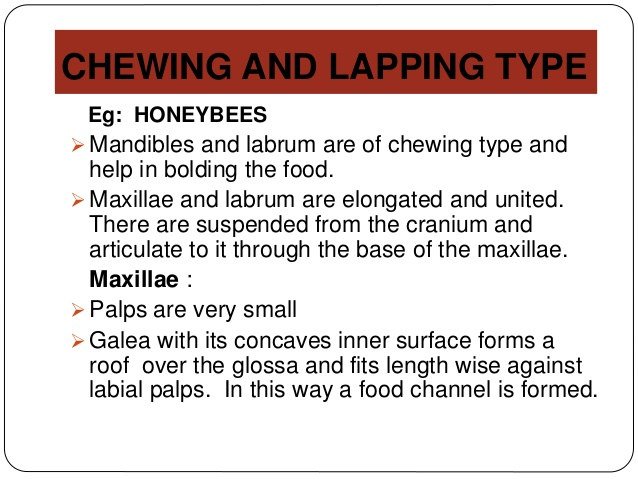 CHEWING AND LAPPING TYPE
Eg: HONEYBEES
➢Mandibles and labrum are of chewing type and
help in bolding the food.
➢Maxillae and labrum are elongated and united.
There are suspended from the cranium and
articulate to it through the base of the maxillae.
Maxillae :
➢Palps are very small
➢Galea with its concaves inner surface forms a
roof over the glossa and fits length wise against
labial palps. In this way a food channel is formed.